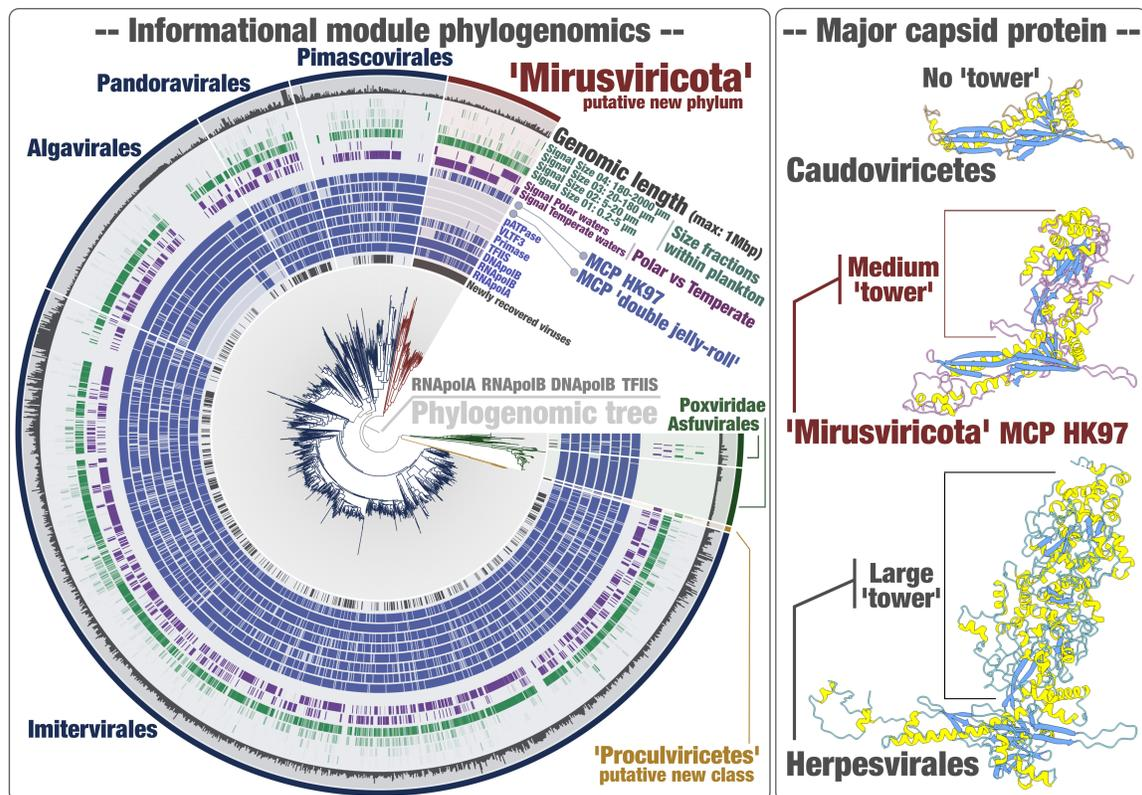 -- Informational module phylogenomics --
Pimascovirales
Pandoravirales
Algavirales
'Mirusviricota'
putative new phylum
Genomic length (max: 1Mbp)
Signal Size 04: 180-2000 µm
Signal Size 03: 20-180 µm
Signal Size 02: 5-20 µm
Signal Size 01: 0.2-5 µm
Size fractions
within plankton
Signal Polar waters
Signal Temperate waters
Polar vs Temperate
MCP HK97
MCP 'double jelly-roll'
pATPase
VLTF3
Primase
TFIIS
DNApolB
RNApolB
RNApolA
Newly recovered viruses
RNApolA RNApolB DNApolB TFIIS
Phylogenomic tree
Poxviridae
Asfuvirales
Imitervirales
'Proculviricetes'
putative new class
-- Major capsid protein --
No 'tower'
Caudoviricetes
Medium
'tower'
'Mirusviricota' MCP HK97
Large
'tower'
Herpesvirales